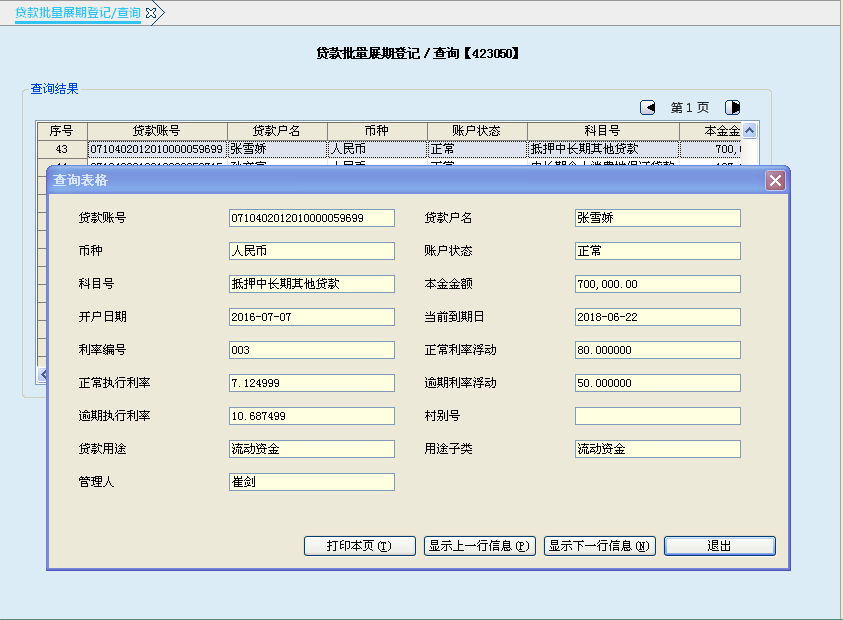 贷款批量展期登记/查询
贷款批量展期登记 / 查询【423050】
查询结果
第 1 页
序号 贷款账号 贷款户名 币种 账户状态 科目号 本金金
43 0710402012010000059699 张雪娇 人民币 正常 抵押中长期其他贷款 700,
查询表格
贷款账号 0710402012010000059699 贷款户名 张雪娇
币种 人民币 账户状态 正常
科目号 抵押中长期其他贷款 本金金额 700,000.00
开户日期 2016-07-07 当前到期日 2018-06-22
利率编号 003 正常利率浮动 80.000000
正常执行利率 7.124999 逾期利率浮动 50.000000
逾期执行利率 10.687499 村别号
贷款用途 流动资金 用途子类 流动资金
管理人 崔剑
打印本页(T) 显示上一行信息(P) 显示下一行信息(N) 退出